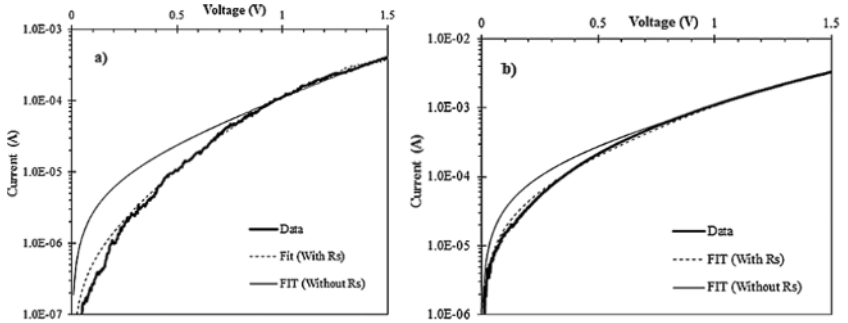 Voltage (V)
0 0.5 1 1.5
1.0E-03
1.0E-04
1.0E-05
1.0E-06
1.0E-07
Current (A)
a)
Data
Fit (With Rs)
FIT (Without Rs)
Voltage (V)
0 0.5 1 1.5
1.0E-02
1.0E-03
1.0E-04
1.0E-05
1.0E-06
Current (A)
b)
Data
FIT (With Rs)
FIT (Without Rs)